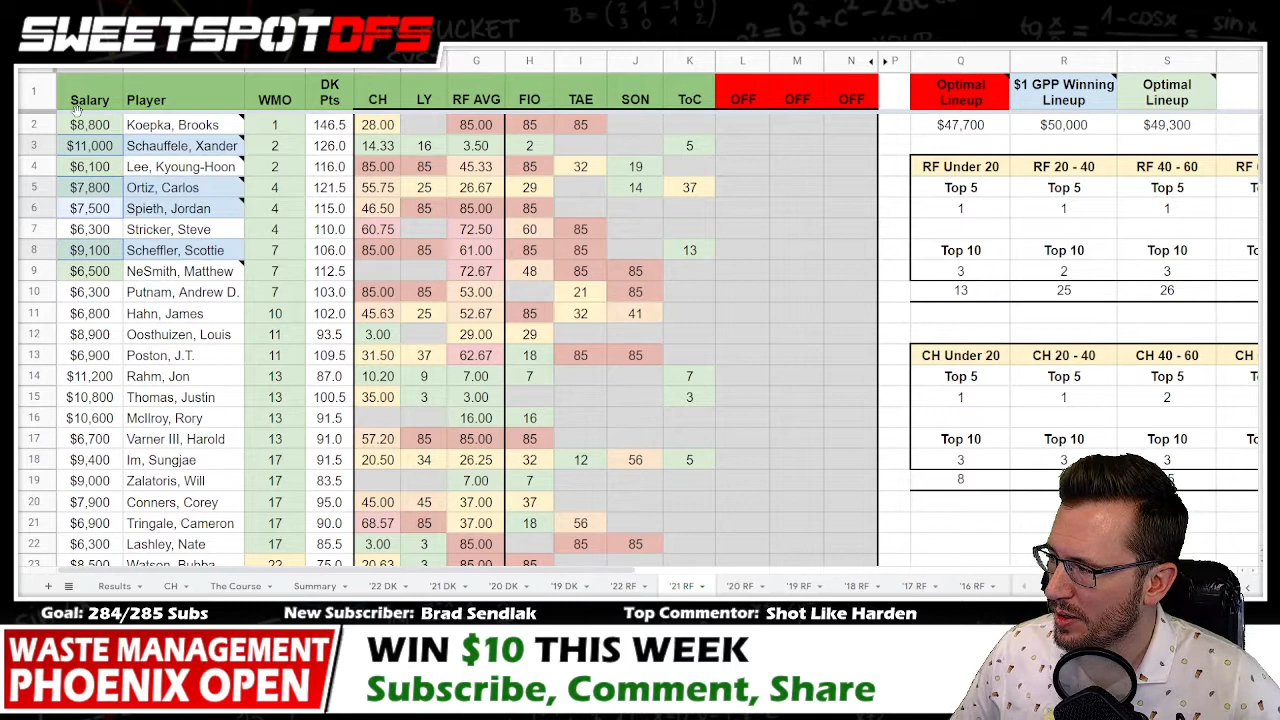 SWEETSPOTDFS
G H I J K L M N P Q R S
1 Salary Player WMO DK Pts CH LY RF AVG FIO TAE SON ToC OFF OFF OFF
2 $8,800 Koepka, Brooks 1 146.5 28.00 85.00 85 85
3 $11,000 Schauffele, Xander 2 126.0 14.33 16 3.50 2 5
4 $6,100 Lee, Kyoung-Hoon 2 116.0 85.00 85 45.33 85 32 19
5 $7,800 Ortiz, Carlos 4 121.5 55.75 25 26.67 29 14 37
6 $7,500 Spieth, Jordan 4 115.0 46.50 85 85.00 85
7 $6,300 Stricker, Steve 4 110.0 60.75 72.50 60 85
8 $9,100 Scheffler, Scottie 7 106.0 85.00 85 61.00 85 85 13
9 $6,500 NeSmith, Matthew 7 112.5 72.67 48 85 85
10 $6,300 Putnam, Andrew D. 7 103.0 85.00 85 53.00 21 85
11 $6,800 Hahn, James 10 102.0 45.63 25 52.67 85 32 41
12 $8,900 Oosthuizen, Louis 11 93.5 3.00 29.00 29
13 $6,900 Poston, J.T. 11 109.5 31.50 37 62.67 18 85 85
14 $11,200 Rahm, Jon 13 87.0 10.20 9 7.00 7 7
15 $10,800 Thomas, Justin 13 100.5 35.00 3 3.00 3
16 $10,600 McIlroy, Rory 13 91.5 16.00 16
17 $6,700 Varner III, Harold 13 91.0 57.20 85 85.00 85
18 $9,400 Im, Sungjae 17 91.5 20.50 34 26.25 32 12 56 5
19 $9,000 Zalatoris, Will 17 83.5 7.00 7
20 $7,900 Conners, Corey 17 95.0 45.00 45 37.00 37
21 $6,900 Tringale, Cameron 17 90.0 68.57 85 37.00 18 56
22 $6,300 Lashley, Nate 17 85.5 3.00 3 85.00 85 85
23 $8,500 Watson, Bubba 22 75.0 20.63 85 85.00 85
Optimal Lineup $1 GPP Winning Lineup Optimal Lineup
$47,700 $50,000 $49,300
RF Under 20 RF 20 - 40 RF 40 - 60 RF
Top 5 Top 5 Top 5
1 1 1
Top 10 Top 10 Top 10
3 2 3
13 25 26
CH Under 20 CH 20 - 40 CH 40 - 60 CH
Top 5 Top 5 Top 5
1 1 2
Top 10 Top 10 Top 10
3 3 3
8
+ Results CH The Course Summary '22 DK '21 DK '20 DK '19 DK '22 RF '21 RF '20 RF '19 RF '18 RF '17 RF '16 RF
Goal: 284/285 Subs New Subscriber: Brad Sendlak Top Commentor: Shot Like Harden
WASTE MANAGEMENT
PHOENIX OPEN
WIN $10 THIS WEEK
Subscribe, Comment, Share